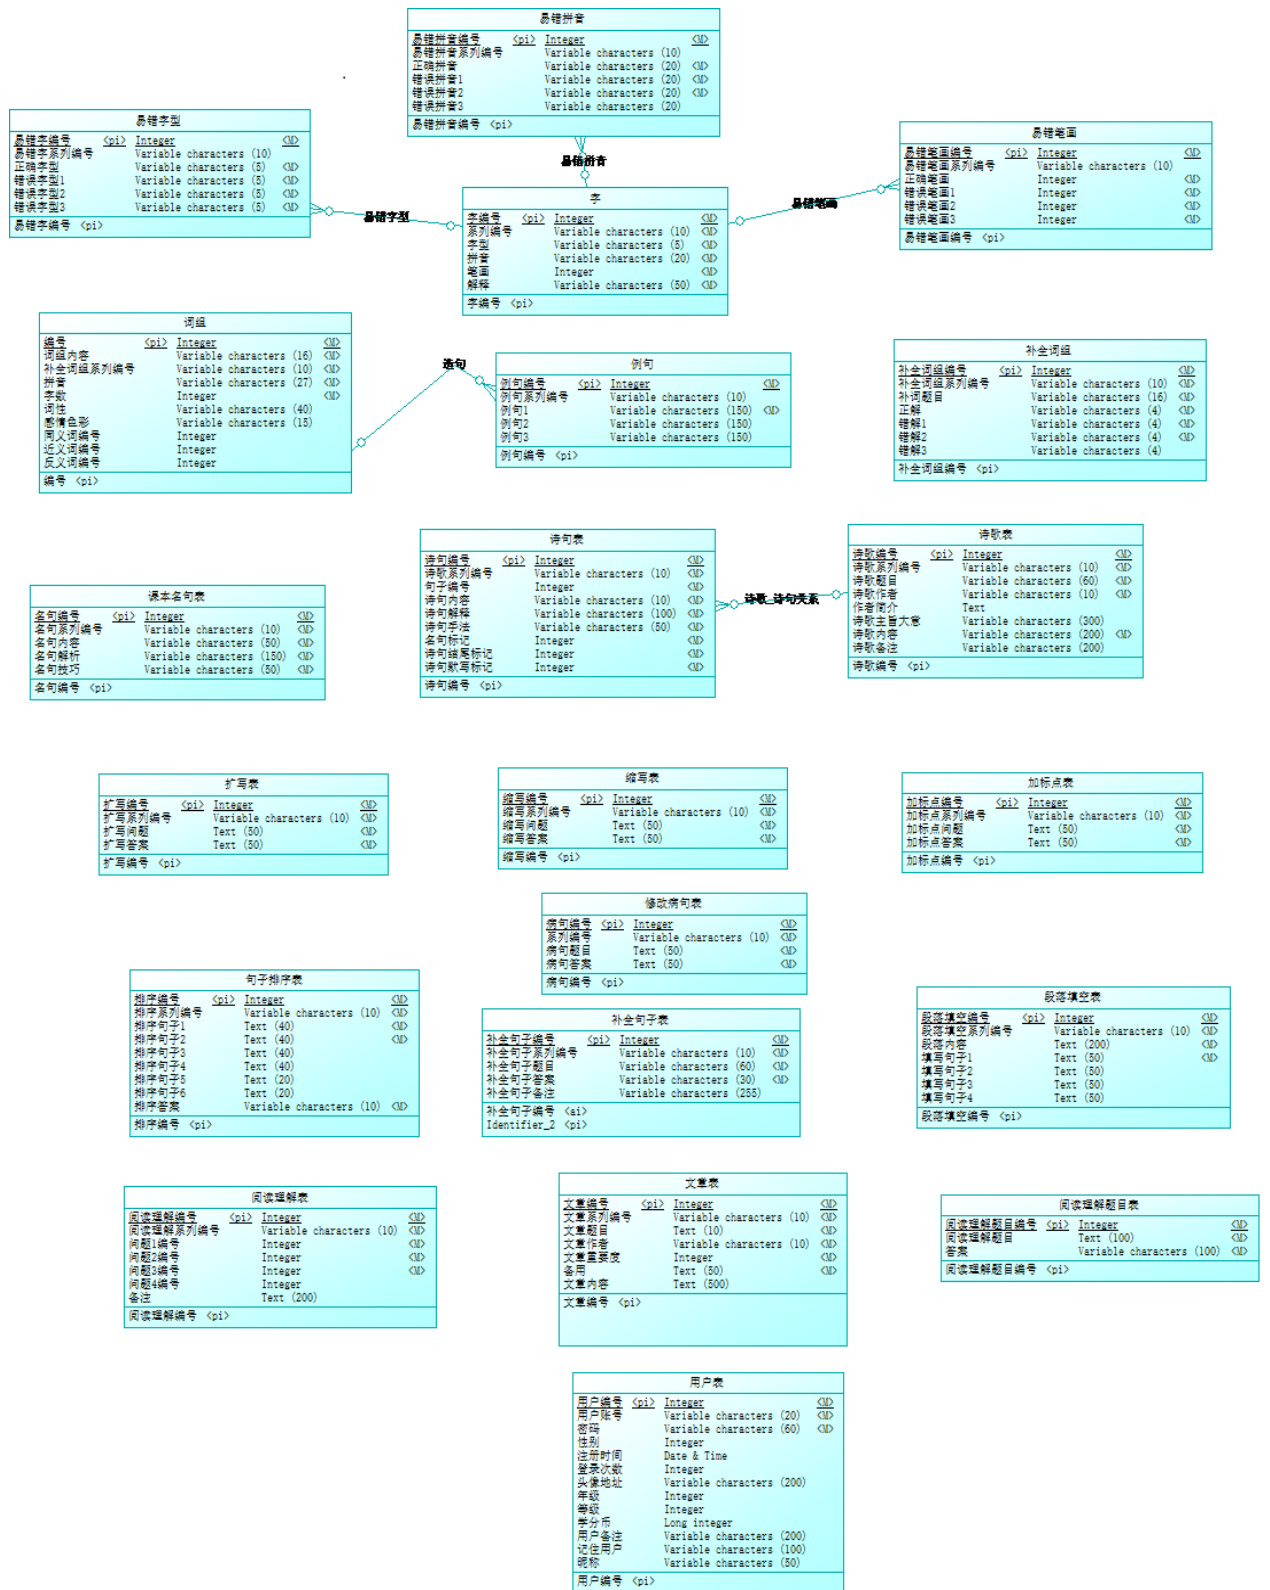 易错拼音
易错拼音编号 <pi> Integer <M>
易错拼音系列编号 Variable characters (10)
正确拼音 Variable characters (20) <M>
错误拼音1 Variable characters (20) <M>
错误拼音2 Variable characters (20) <M>
错误拼音3 Variable characters (20)
易错拼音编号 <pi>
易错字型
易错字编号 <pi> Integer <M>
易错字系列编号 Variable characters (10)
正确字型 Variable characters (5) <M>
错误字型1 Variable characters (5) <M>
错误字型2 Variable characters (5) <M>
错误字型3 Variable characters (5) <M>
易错字编号 <pi>
易错笔画
易错笔画编号 <pi> Integer <M>
易错笔画系列编号 Variable characters (10)
正确笔画 Integer <M>
错误笔画1 Integer <M>
错误笔画2 Integer <M>
错误笔画3 Integer <M>
易错笔画编号 <pi>
易错拼音
易错字型
易错笔画
字
字编号 <pi> Integer <M>
系列编号 Variable characters (10) <M>
字型 Variable characters (5) <M>
拼音 Variable characters (20) <M>
笔画 Integer <M>
解释 Variable characters (50) <M>
字编号 <pi>
词组
编号 <pi> Integer <M>
词组内容 Variable characters (16) <M>
补全词组系列编号 Variable characters (10) <M>
拼音 Variable characters (27) <M>
字数 Integer <M>
词性 Variable characters (40)
感情色彩 Variable characters (15)
同义词编号 Integer
近义词编号 Integer
反义词编号 Integer
编号 <pi>
造句
例句
例句编号 <pi> Integer <M>
例句系列编号 Variable characters (10)
例句1 Variable characters (150) <M>
例句2 Variable characters (150)
例句3 Variable characters (150)
例句编号 <pi>
补全词组
补全词组编号 <pi> Integer <M>
补全词组系列编号 Variable characters (10) <M>
补词题目 Variable characters (16) <M>
正解 Variable characters (4) <M>
错解1 Variable characters (4) <M>
错解2 Variable characters (4) <M>
错解3 Variable characters (4)
补全词组编号 <pi>
课本名句表
名句编号 <pi> Integer <M>
名句系列编号 Variable characters (10) <M>
名句内容 Variable characters (50) <M>
名句解析 Variable characters (150) <M>
名句技巧 Variable characters (50) <M>
名句编号 <pi>
诗句表
诗句编号 <pi> Integer <M>
诗歌系列编号 Variable characters (10) <M>
句子编号 Integer <M>
诗句内容 Variable characters (10) <M>
诗句解释 Variable characters (100) <M>
诗句手法 Variable characters (50) <M>
名句标记 Integer <M>
诗句结尾标记 Integer <M>
诗句默写标记 Integer <M>
诗句编号 <pi>
诗歌_诗句关系
诗歌表
诗歌编号 <pi> Integer <M>
诗歌系列编号 Variable characters (10) <M>
诗歌题目 Variable characters (60) <M>
诗歌作者 Variable characters (10) <M>
作者简介 Text
诗歌主旨大意 Variable characters (300)
诗歌内容 Variable characters (200) <M>
诗歌备注 Variable characters (200)
诗歌编号 <pi>
扩写表
扩写编号 <pi> Integer <M>
扩写系列编号 Variable characters (10) <M>
扩写问题 Text (50) <M>
扩写答案 Text (50) <M>
扩写编号 <pi>
缩写表
缩写编号 <pi> Integer <M>
缩写系列编号 Variable characters (10) <M>
缩写问题 Text (50) <M>
缩写答案 Text (50) <M>
缩写编号 <pi>
加标点表
加标点编号 <pi> Integer <M>
加标点系列编号 Variable characters (10) <M>
加标点问题 Text (50) <M>
加标点答案 Text (50) <M>
加标点编号 <pi>
修改病句表
病句编号 <pi> Integer <M>
系列编号 Variable characters (10) <M>
病句题目 Text (50) <M>
病句答案 Text (50) <M>
病句编号 <pi>
句子排序表
排序编号 <pi> Integer <M>
排序系列编号 Variable characters (10) <M>
排序句子1 Text (40) <M>
排序句子2 Text (40) <M>
排序句子3 Text (40)
排序句子4 Text (40)
排序句子5 Text (20)
排序句子6 Text (20)
排序答案 Variable characters (10) <M>
排序编号 <pi>
补全句子表
补全句子编号 <pi> Integer <M>
补全句子系列编号 Variable characters (10) <M>
补全句子题目 Variable characters (60) <M>
补全句子答案 Variable characters (30) <M>
补全句子备注 Variable characters (255)
补全句子编号 <ai>
Identifier_2 <pi>
段落填空表
段落填空编号 <pi> Integer <M>
段落填空系列编号 Variable characters (10) <M>
段落内容 Text (200) <M>
填写句子1 Text (50) <M>
填写句子2 Text (50)
填写句子3 Text (50)
填写句子4 Text (50)
段落填空编号 <pi>
阅读理解表
阅读理解编号 <pi> Integer <M>
阅读理解系列编号 Variable characters (10) <M>
问题1编号 Integer <M>
问题2编号 Integer <M>
问题3编号 Integer <M>
问题4编号 Integer
备注 Text (200)
阅读理解编号 <pi>
文章表
文章编号 <pi> Integer <M>
文章系列编号 Variable characters (10) <M>
文章题目 Text (10) <M>
文章作者 Variable characters (10) <M>
文章重要度 Integer <M>
备用 Text (50) <M>
文章内容 Text (500)
文章编号 <pi>
阅读理解题目表
阅读理解题目编号 <pi> Integer <M>
阅读理解题目 Text (100) <M>
答案 Variable characters (100) <M>
阅读理解题目编号 <pi>
用户表
用户编号 <pi> Integer <M>
用户账号 Variable characters (20) <M>
密码 Variable characters (60) <M>
性别 Integer
注册时间 Date & Time
登录次数 Integer
头像地址 Variable characters (200)
年级 Integer
等级 Integer
学分币 Long integer
用户备注 Variable characters (200)
记住用户 Variable characters (100)
昵称 Variable characters (50)
用户编号 <pi>